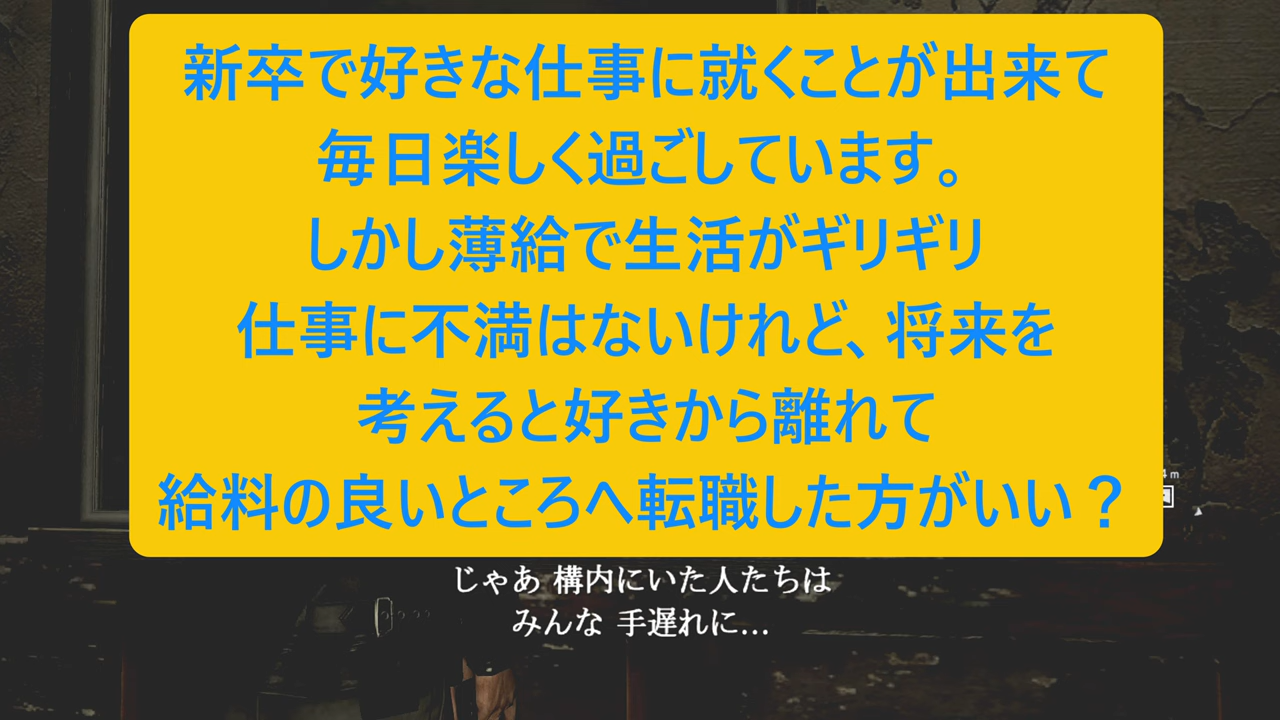 新卒で好きな仕事に就くことが出来て
毎日楽しく過ごしています。
しかし薄給で生活がギリギリ
仕事に不満はないけれど、将来を
考えると好きから離れて
給料の良いところへ転職した方がいい？
4m
じゃあ 構内にいた人たちは
みんな 手遅れに…